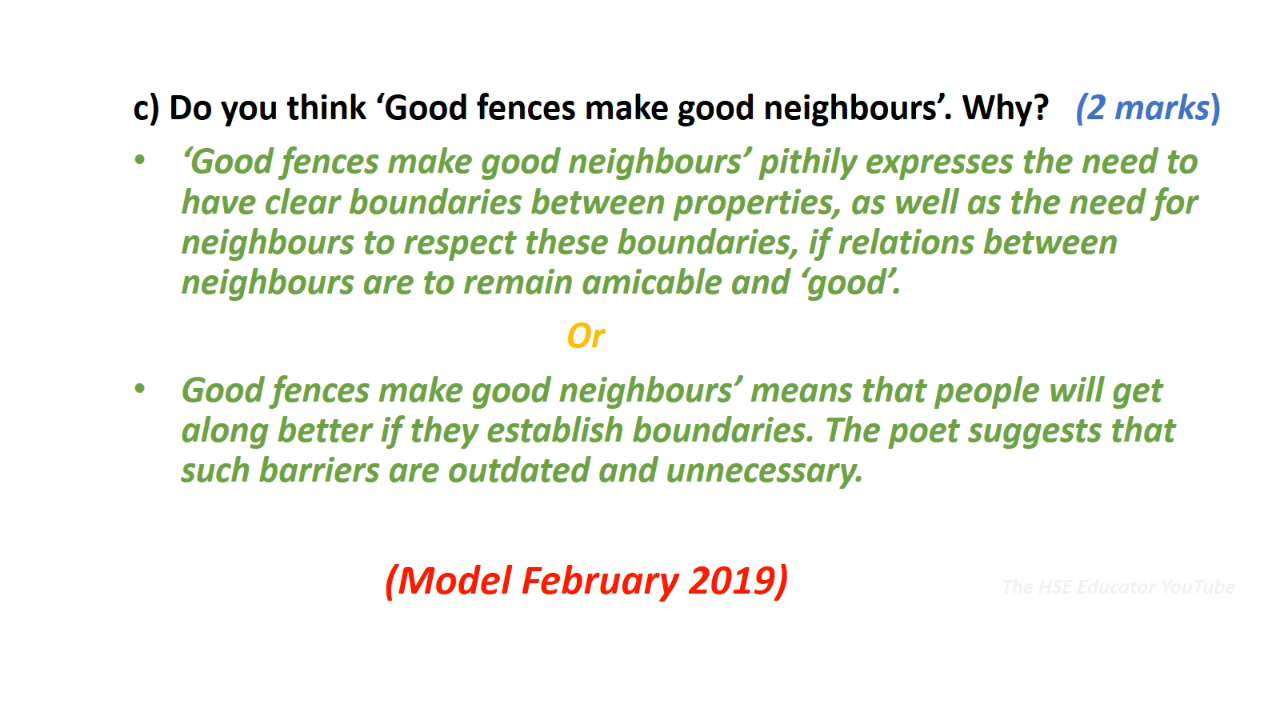 c) Do you think ‘Good fences make good neighbours’. Why? (2 marks)
• ‘Good fences make good neighbours’ pithily expresses the need to
have clear boundaries between properties, as well as the need for
neighbours to respect these boundaries, if relations between
neighbours are to remain amicable and ‘good’.
Or
• Good fences make good neighbours’ means that people will get
along better if they establish boundaries. The poet suggests that
such barriers are outdated and unnecessary.
(Model February 2019)
The HSE Educator YouTube